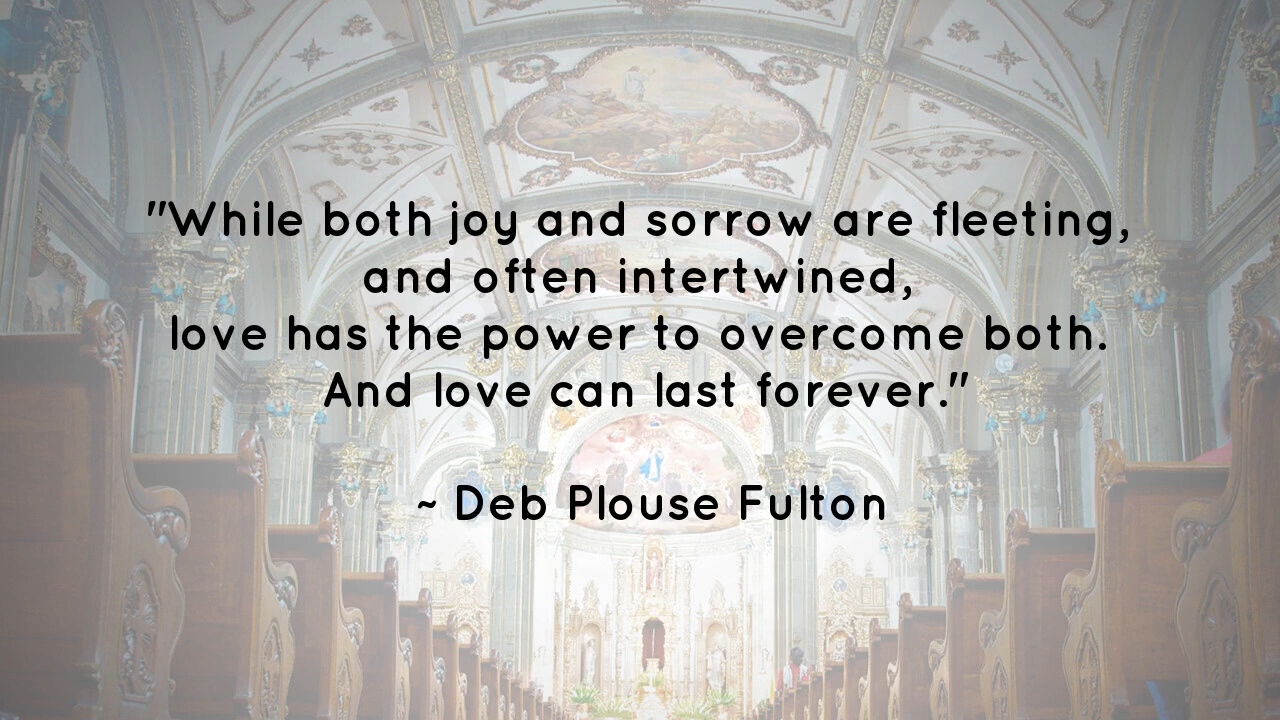 "While both joy and sorrow are fleeting,
and often intertwined,
love has the power to overcome both.
And love can last forever."
~ Deb Plouse Fulton